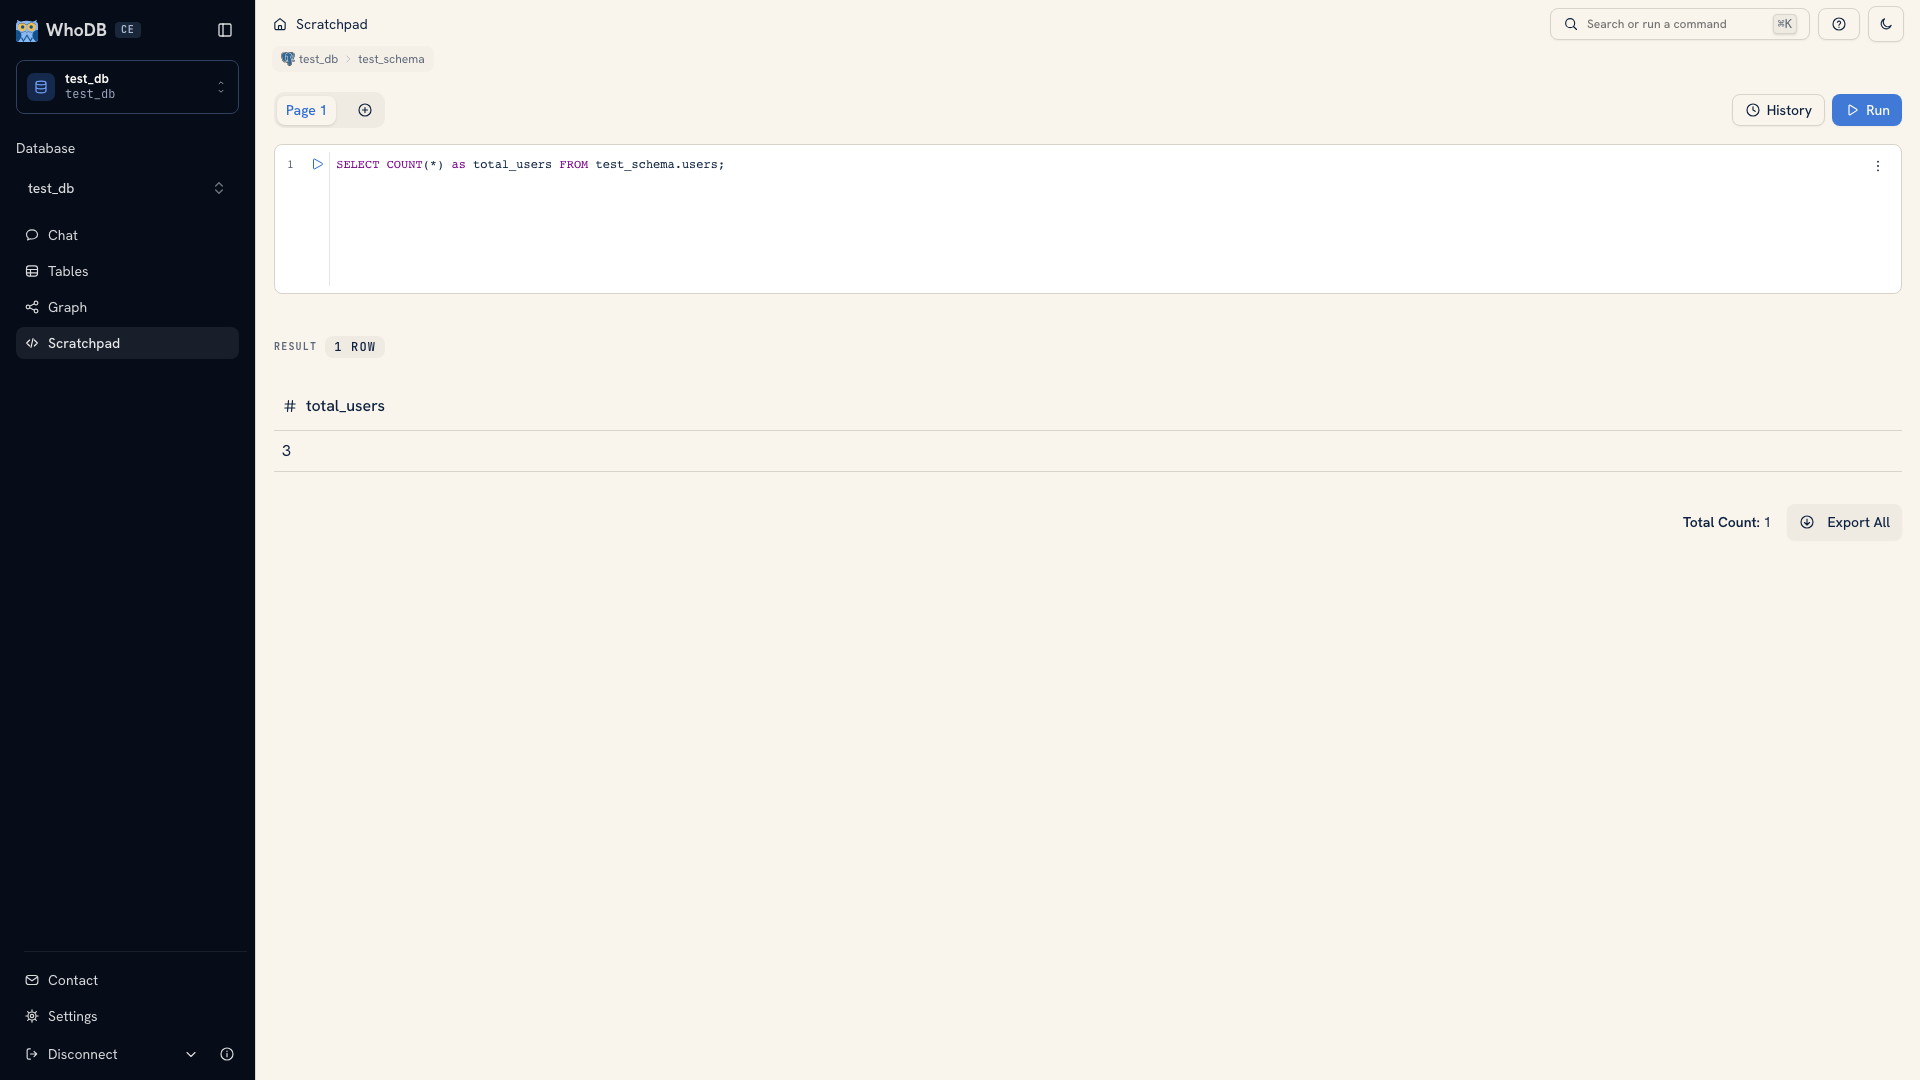 WhoDB CE
test_db
test_db
Database
test_db
Chat
Tables
Graph
Scratchpad
Contact
Settings
Disconnect
Scratchpad
Search or run a command ⌘K
test_db > test_schema
Page 1
History
Run
1 SELECT COUNT(*) as total_users FROM test_schema.users;
RESULT 1 ROW
# total_users
3
Total Count: 1
Export All